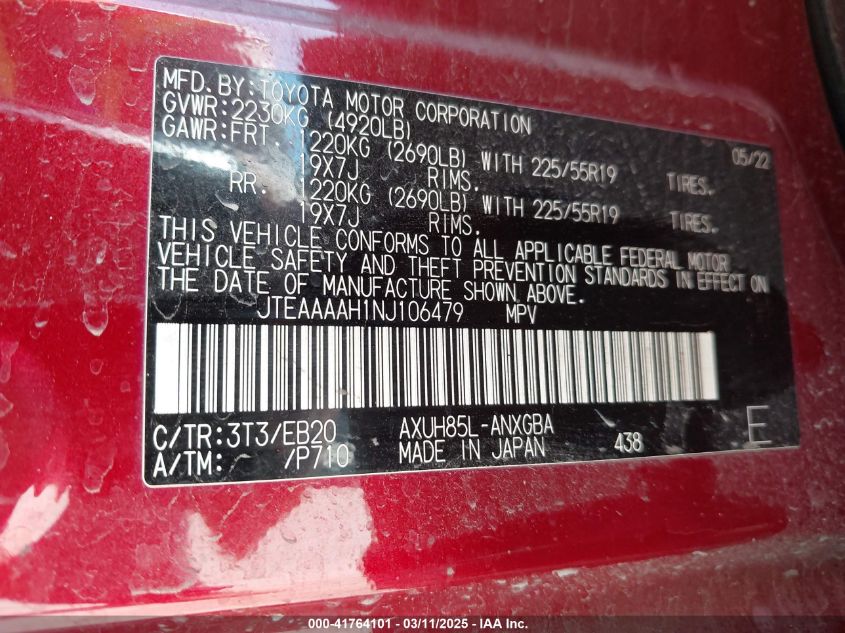 MFD. BY: TOYOTA MOTOR CORPORATION
GVWR: 2230KG (4920LB) 05/22
GAWR: FRT. 1220KG (2690LB) WITH 225/55R19 TIRES.
19X7J RIMS.
RR. 1220KG (2690LB) WITH 225/55R19 TIRES.
19X7J RIMS.
THIS VEHICLE CONFORMS TO ALL APPLICABLE FEDERAL MOTOR
VEHICLE SAFETY AND THEFT PREVENTION STANDARDS IN EFFECT ON
THE DATE OF MANUFACTURE SHOWN ABOVE.
JTEAAAAH1NJ106479 MPV
C/TR: 3T3/EB20 AXUH85L-ANXGBA
A/TM: /P710 MADE IN JAPAN 438 E
000-41764101 - 03/11/2025 - IAA Inc.